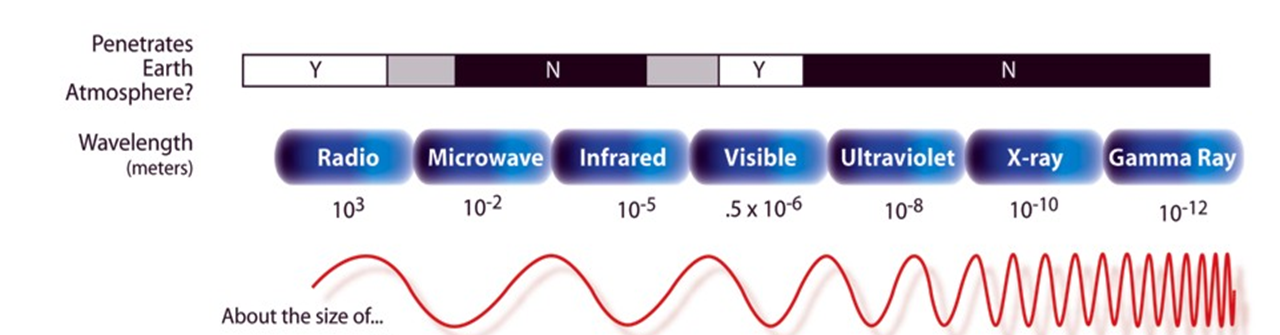 Penetrates
Earth
Atmosphere?
Y N Y N
Wavelength
(meters)
Radio Microwave Infrared Visible Ultraviolet X-ray Gamma Ray
10³ 10⁻² 10⁻⁵ .5 x 10⁻⁶ 10⁻⁸ 10⁻¹⁰ 10⁻¹²
About the size of...